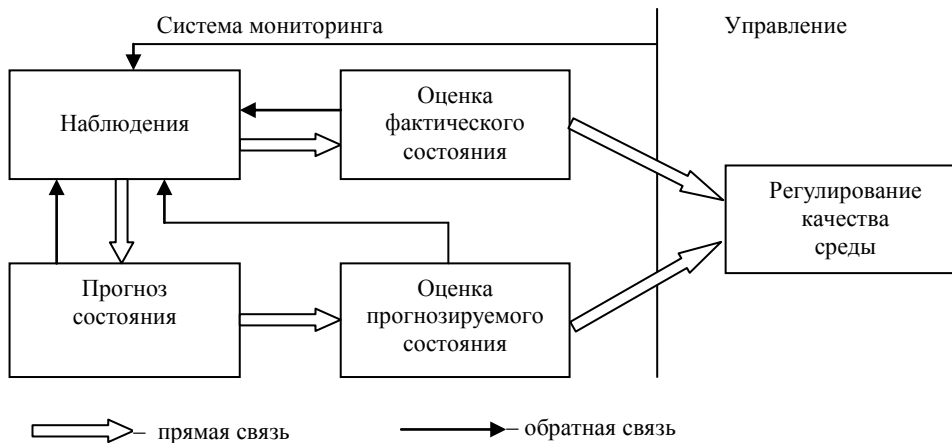 Система мониторинга
Управление
Наблюдения
Оценка
фактического
состояния
Регулирование
качества
среды
Прогноз
состояния
Оценка
прогнозируемого
состояния
– прямая связь
– обратная связь